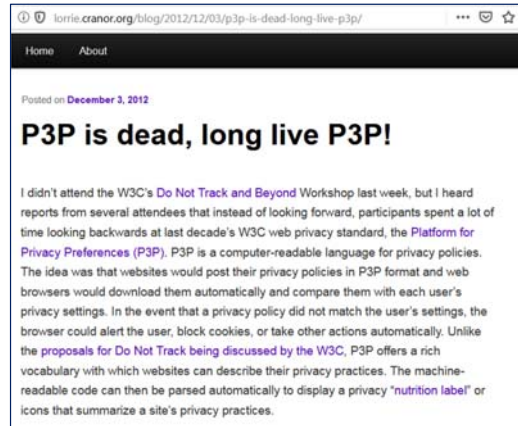 lorrie.cranor.org/blog/2012/12/03/p3p-is-dead-long-live-p3p/
Home About
Posted on December 3, 2012
P3P is dead, long live P3P!
I didn't attend the W3C's Do Not Track and Beyond Workshop last week, but I heard
reports from several attendees that instead of looking forward, participants spent a lot of
time looking backwards at last decade's W3C web privacy standard, the Platform for
Privacy Preferences (P3P). P3P is a computer-readable language for privacy policies.
The idea was that websites would post their privacy policies in P3P format and web
browsers would download them automatically and compare them with each user's
privacy settings. In the event that a privacy policy did not match the user's settings, the
browser could alert the user, block cookies, or take other actions automatically. Unlike
the proposals for Do Not Track being discussed by the W3C, P3P offers a rich
vocabulary with which websites can describe their privacy practices. The machine-
readable code can then be parsed automatically to display a privacy "nutrition label" or
icons that summarize a site's privacy practices.